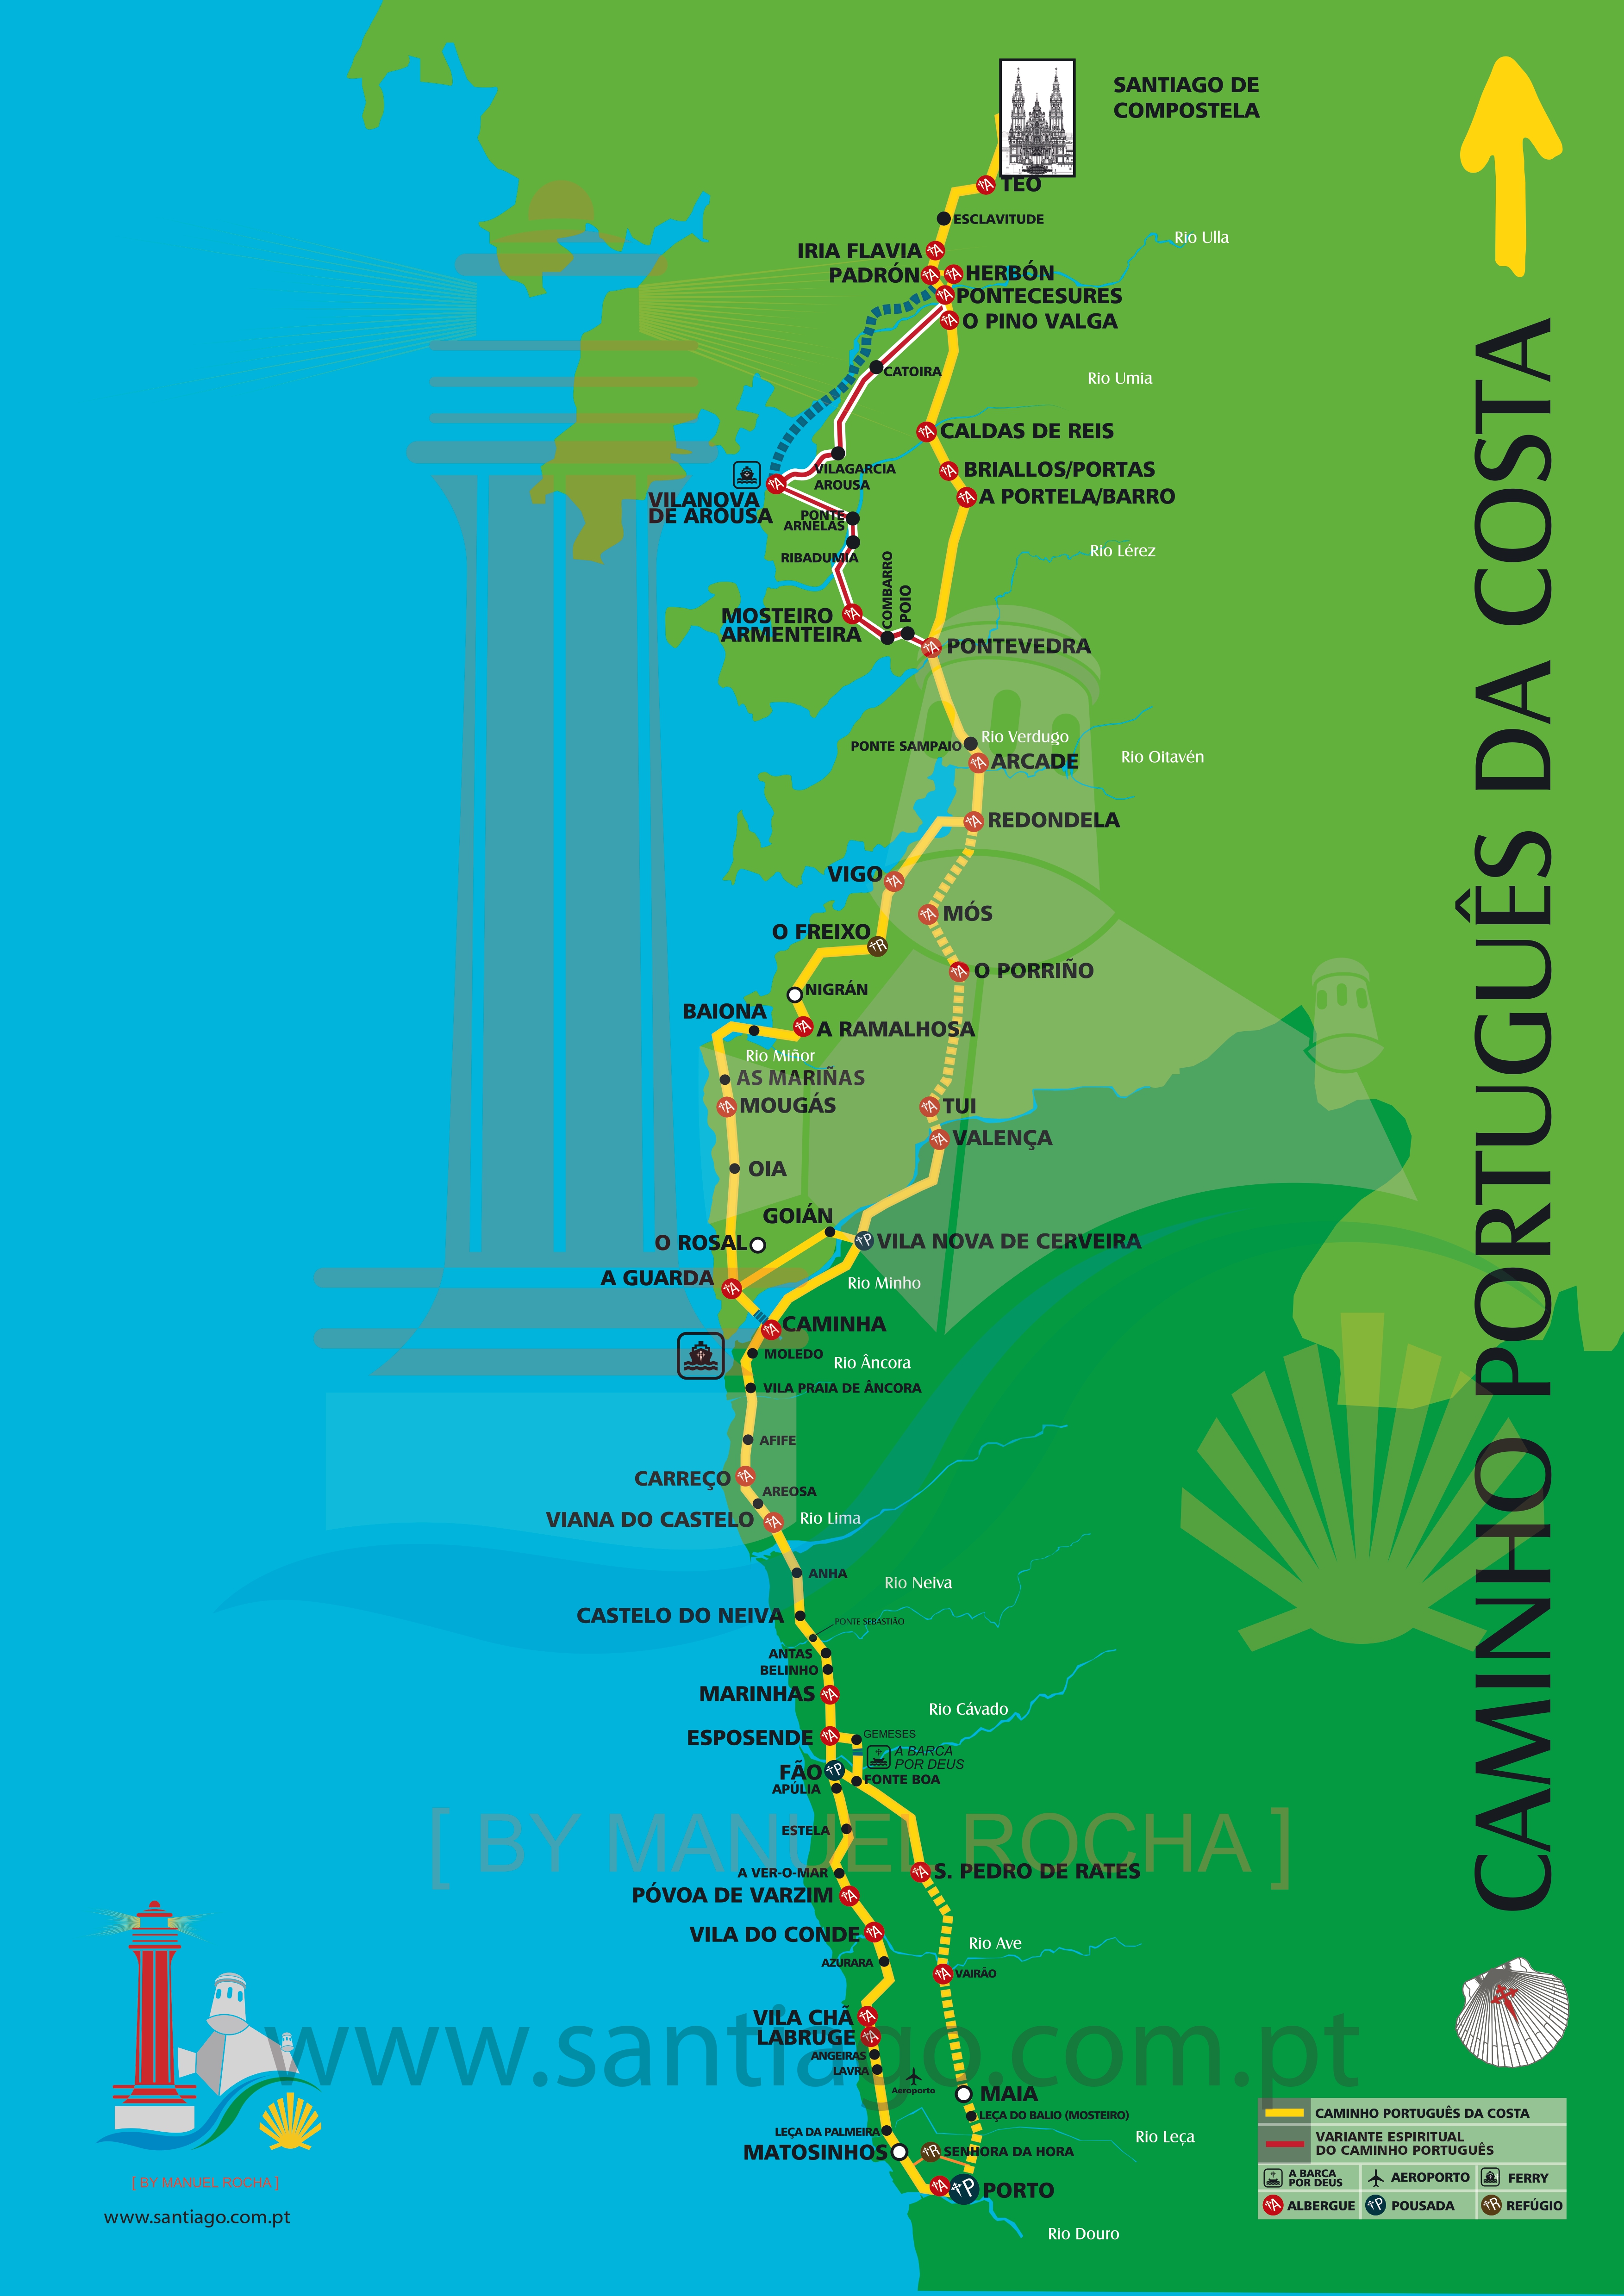 SANTIAGO DE
COMPOSTELA
TEO
ESCLAVITUDE
Rio Ulla
IRIA FLAVIA
PADRÓN
HERBÓN
PONTECESURES
O PINO VALGA
CATOIRA
Rio Umia
CALDAS DE REIS
VILAGARCIA
AROUSA
BRIALLOS/PORTAS
A PORTELA/BARRO
VILANOVA
DE AROUSA
PONTE
ARNELAS
RIBADUMIA
Rio Lérez
COMBARRO
POIO
MOSTEIRO
ARMENTEIRA
PONTEVEDRA
Rio Verdugo
PONTE SAMPAIO
Rio Oitavén
ARCADE
REDONDELA
VIGO
MÓS
O FREIXO
O PORRIÑO
NIGRÁN
BAIONA
A RAMALHOSA
Rio Miñor
AS MARIÑAS
MOUGÁS
TUI
VALENÇA
OIA
GOIÁN
O ROSAL
VILA NOVA DE CERVEIRA
A GUARDA
Rio Minho
CAMINHA
MOLEDO
Rio Âncora
VILA PRAIA DE ÂNCORA
AFIFE
CARREÇO
AREOSA
VIANA DO CASTELO
Rio Lima
ANHA
Rio Neiva
CASTELO DO NEIVA
PONTE SEBASTIÃO
ANTAS
BELINHO
MARINHAS
Rio Cávado
ESPOSENDE
GEMESES
A BARCA
POR DEUS
FÃO
FONTE BOA
APÚLIA
ESTELA
[ BY MANUEL ROCHA ]
A VER-O-MAR
S. PEDRO DE RATES
PÓVOA DE VARZIM
VILA DO CONDE
Rio Ave
AZURARA
VAIRÃO
VILA CHÃ
LABRUGE
www.santiago.com.pt
ANGEIRAS
LAVRA
Aeroporto
MAIA
LEÇA DO BALIO (MOSTEIRO)
LEÇA DA PALMEIRA
Rio Leça
MATOSINHOS
SENHORA DA HORA
PORTO
Rio Douro
CAMINHO PORTUGUÊS DA COSTA
[ BY MANUEL ROCHA ]
www.santiago.com.pt
CAMINHO PORTUGUÊS DA COSTA
VARIANTE ESPIRITUAL
DO CAMINHO PORTUGUÊS
A BARCA
POR DEUS
AEROPORTO
FERRY
ALBERGUE
POUSADA
REFÚGIO